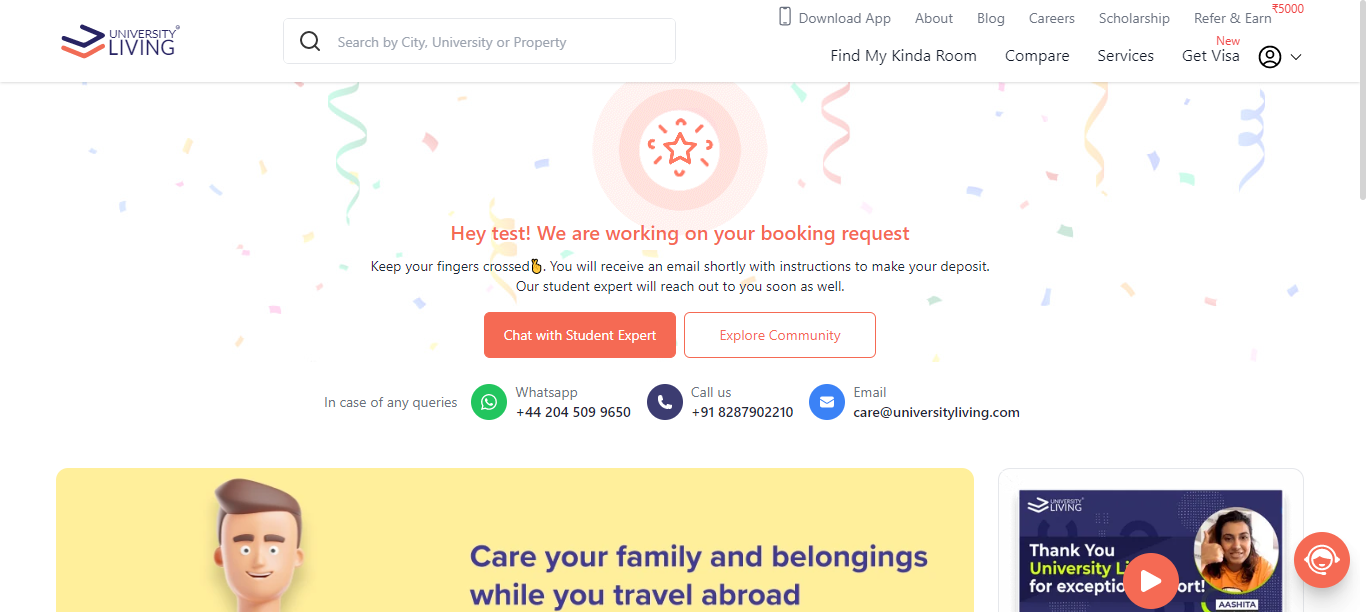 UNIVERSITY
LIVING
Search by City, University or Property
Download App
About
Blog
Careers
Scholarship
Refer & Earn
₹5000
Find My Kinda Room
Compare
Services
Get Visa
New
Hey test! We are working on your booking request
Keep your fingers crossed🫰. You will receive an email shortly with instructions to make your deposit.
Our student expert will reach out to you soon as well.
Chat with Student Expert
Explore Community
In case of any queries
Whatsapp
+44 204 509 9650
Call us
+91 8287902210
Email
care@universityliving.com
Care your family and belongings
while you travel abroad
UNIVERSITY
LIVING
Thank You
University Li
for exceptio ort!
AASHITA